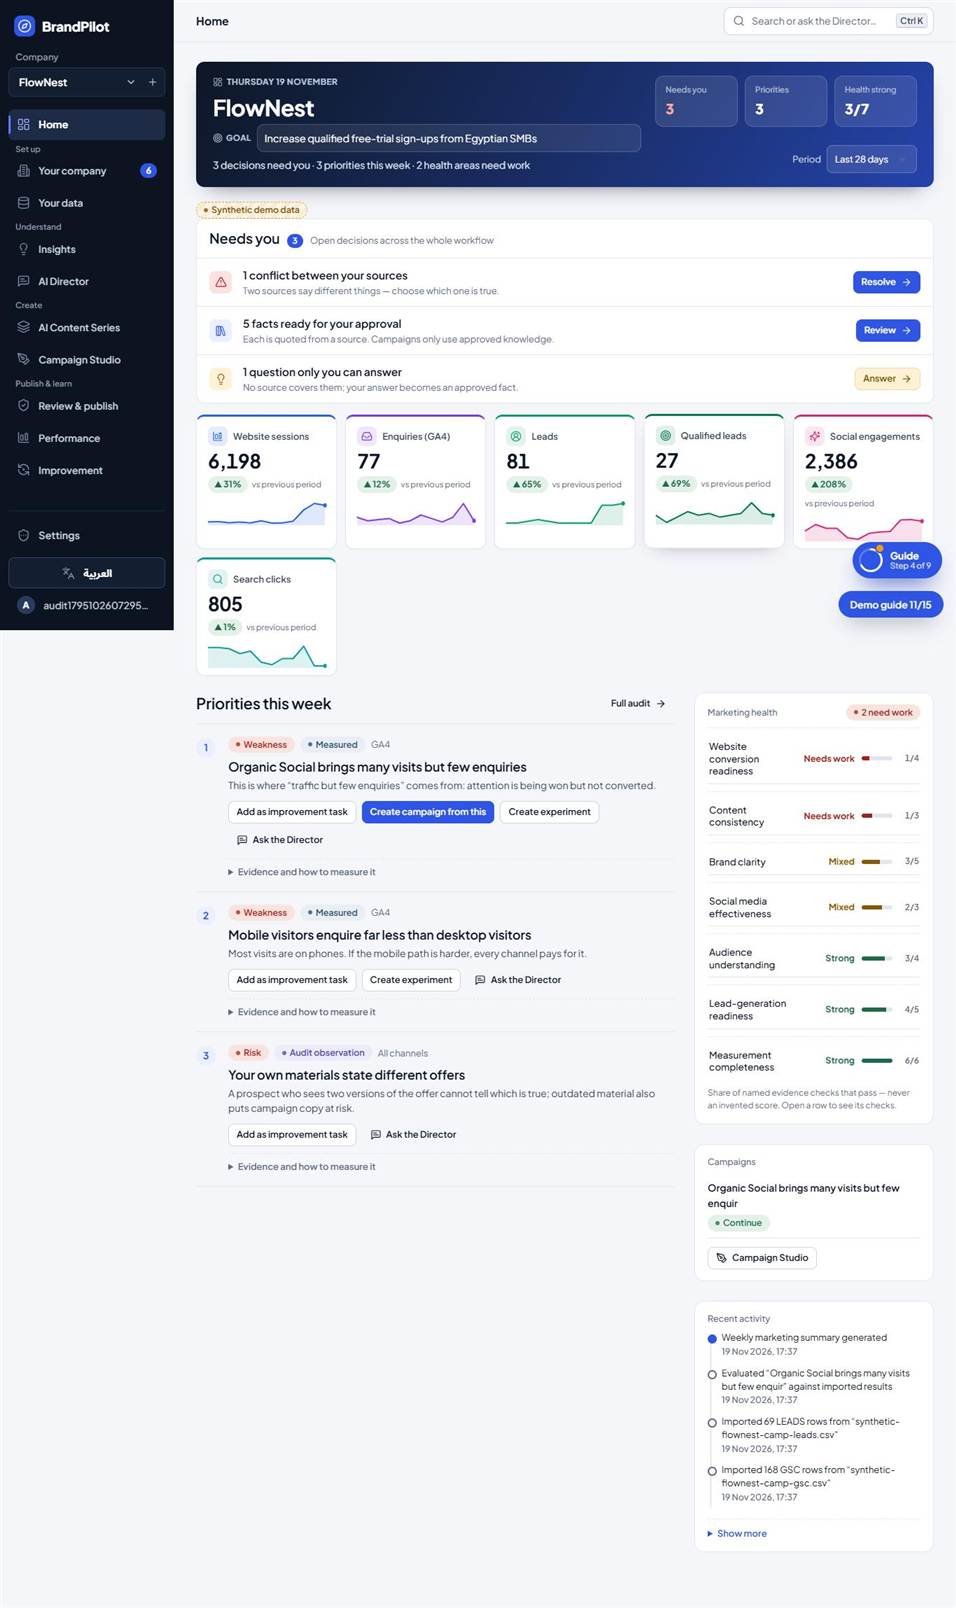 BrandPilot
Company
FlowNest
Home
Set up
Your company 6
Your data
Understand
Insights
AI Director
Create
AI Content Series
Campaign Studio
Publish & learn
Review & publish
Performance
Improvement
Settings
العربية
A audit1795102607295...
Home
Search or ask the Director... Ctrl K
THURSDAY 19 NOVEMBER
FlowNest
GOAL Increase qualified free-trial sign-ups from Egyptian SMBs
3 decisions need you · 3 priorities this week · 2 health areas need work
Needs you
3
Priorities
3
Health strong
3/7
Period Last 28 days
Synthetic demo data
Needs you 3 Open decisions across the whole workflow
1 conflict between your sources
Two sources say different things — choose which one is true.
Resolve
5 facts ready for your approval
Each is quoted from a source. Campaigns only use approved knowledge.
Review
1 question only you can answer
No source covers them; your answer becomes an approved fact.
Answer
Website sessions
6,198
▲31% vs previous period
Enquiries (GA4)
77
▲12% vs previous period
Leads
81
▲65% vs previous period
Qualified leads
27
▲69% vs previous period
Social engagements
2,386
▲208%
vs previous period
Search clicks
805
▲1% vs previous period
Guide
Step 4 of 9
Demo guide 11/15
Priorities this week
Full audit
1
Weakness Measured GA4
Organic Social brings many visits but few enquiries
This is where "traffic but few enquiries" comes from: attention is being won but not converted.
Add as improvement task Create campaign from this Create experiment
Ask the Director
Evidence and how to measure it
2
Weakness Measured GA4
Mobile visitors enquire far less than desktop visitors
Most visits are on phones. If the mobile path is harder, every channel pays for it.
Add as improvement task Create experiment Ask the Director
Evidence and how to measure it
3
Risk Audit observation All channels
Your own materials state different offers
A prospect who sees two versions of the offer cannot tell which is true; outdated material also
puts campaign copy at risk.
Add as improvement task Ask the Director
Evidence and how to measure it
Marketing health 2 need work
Website
conversion
readiness
Needs work 1/4
Content
consistency
Needs work 1/3
Brand clarity Mixed 3/5
Social media
effectiveness
Mixed 2/3
Audience
understanding
Strong 3/4
Lead-generation
readiness
Strong 4/5
Measurement
completeness
Strong 6/6
Share of named evidence checks that pass — never
an invented score. Open a row to see its checks.
Campaigns
Organic Social brings many visits but few
enquir
Continue
Campaign Studio
Recent activity
Weekly marketing summary generated
19 Nov 2026, 17:37
Evaluated "Organic Social brings many visits
but few enquir" against imported results
19 Nov 2026, 17:37
Imported 69 LEADS rows from "synthetic-
flownest-camp-leads.csv"
19 Nov 2026, 17:37
Imported 168 GSC rows from "synthetic-
flownest-camp-gsc.csv"
19 Nov 2026, 17:37
Show more